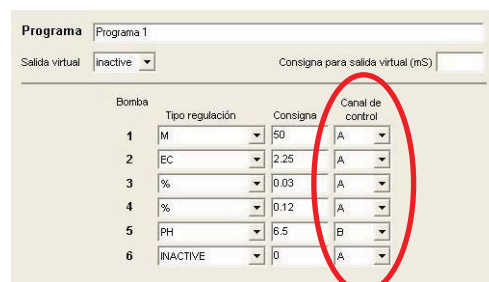 Programa Programa 1
Salida virtual inactive Consigna para salida virtual (mS)
Bomba Tipo regulación Consigna Canal de control
1 M 50 A
2 EC 2.25 A
3 % 0.03 A
4 % 0.12 A
5 PH 6.5 B
6 INACTIVE 0 A